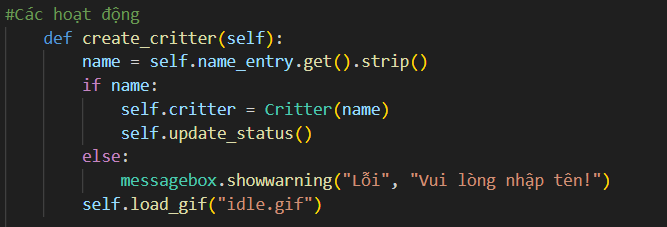 #Các hoạt động
    def create_critter(self):
        name = self.name_entry.get().strip()
        if name:
            self.critter = Critter(name)
            self.update_status()
        else:
            messagebox.showwarning("Lỗi", "Vui lòng nhập tên!")
        self.load_gif("idle.gif")